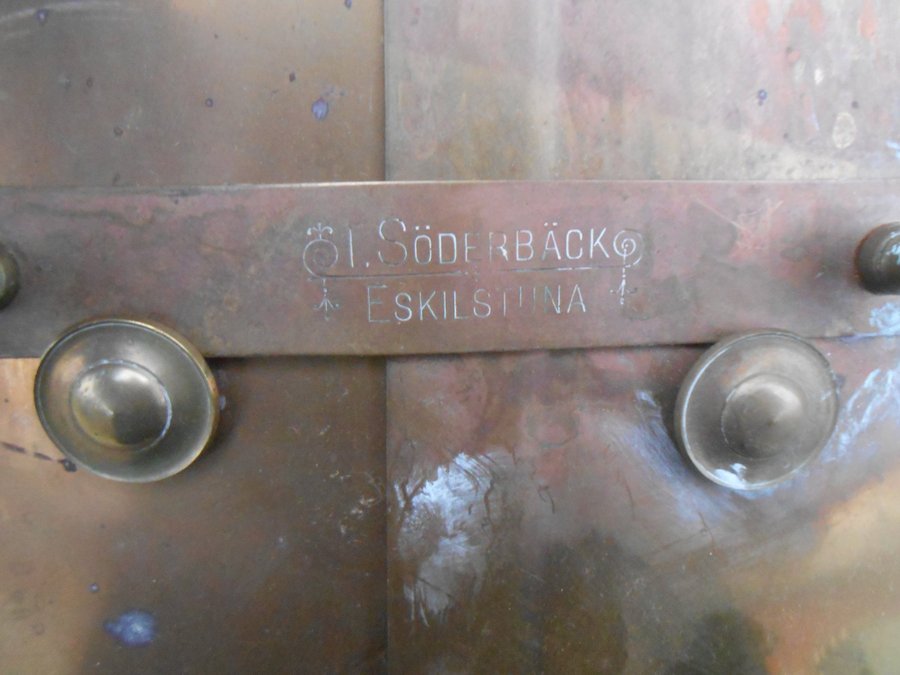 I. SÖDERBÄCK
ESKILSTUNA